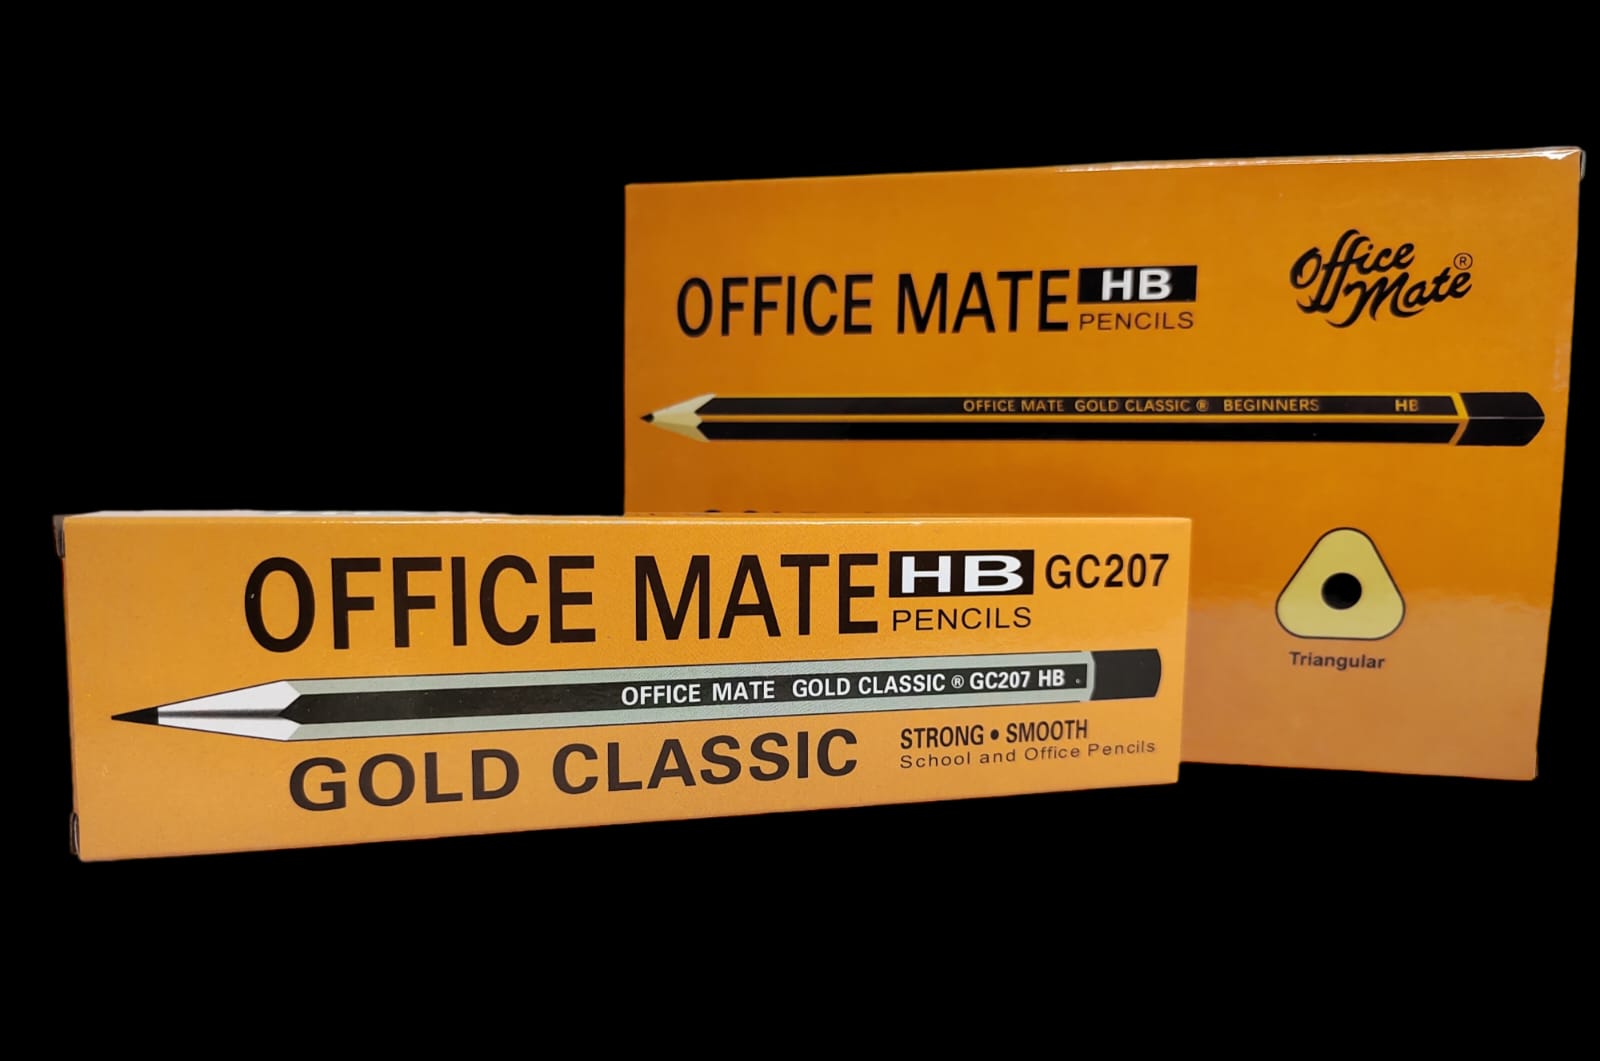 OFFICE MATE HB
PENCILS
Office
Mate ®
OFFICE MATE GOLD CLASSIC ® BEGINNERS HB
Triangular
OFFICE MATE HB GC207
PENCILS
OFFICE MATE GOLD CLASSIC ® GC207 HB
GOLD CLASSIC
STRONG • SMOOTH
School and Office Pencils